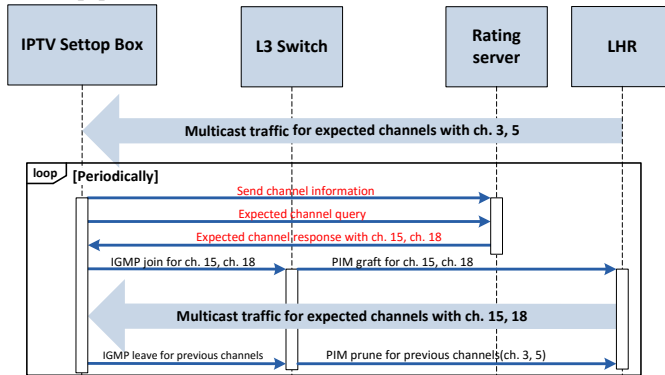 IPTV Settop Box
L3 Switch
Rating
server
LHR
Multicast traffic for expected channels with ch. 3, 5
loop
[Periodically]
Send channel information
Expected channel query
Expected channel response with ch. 15, ch. 18
IGMP join for ch. 15, ch. 18
PIM graft for ch. 15, ch. 18
Multicast traffic for expected channels with ch. 15, 18
IGMP leave for previous channels
PIM prune for previous channels(ch. 3, 5)